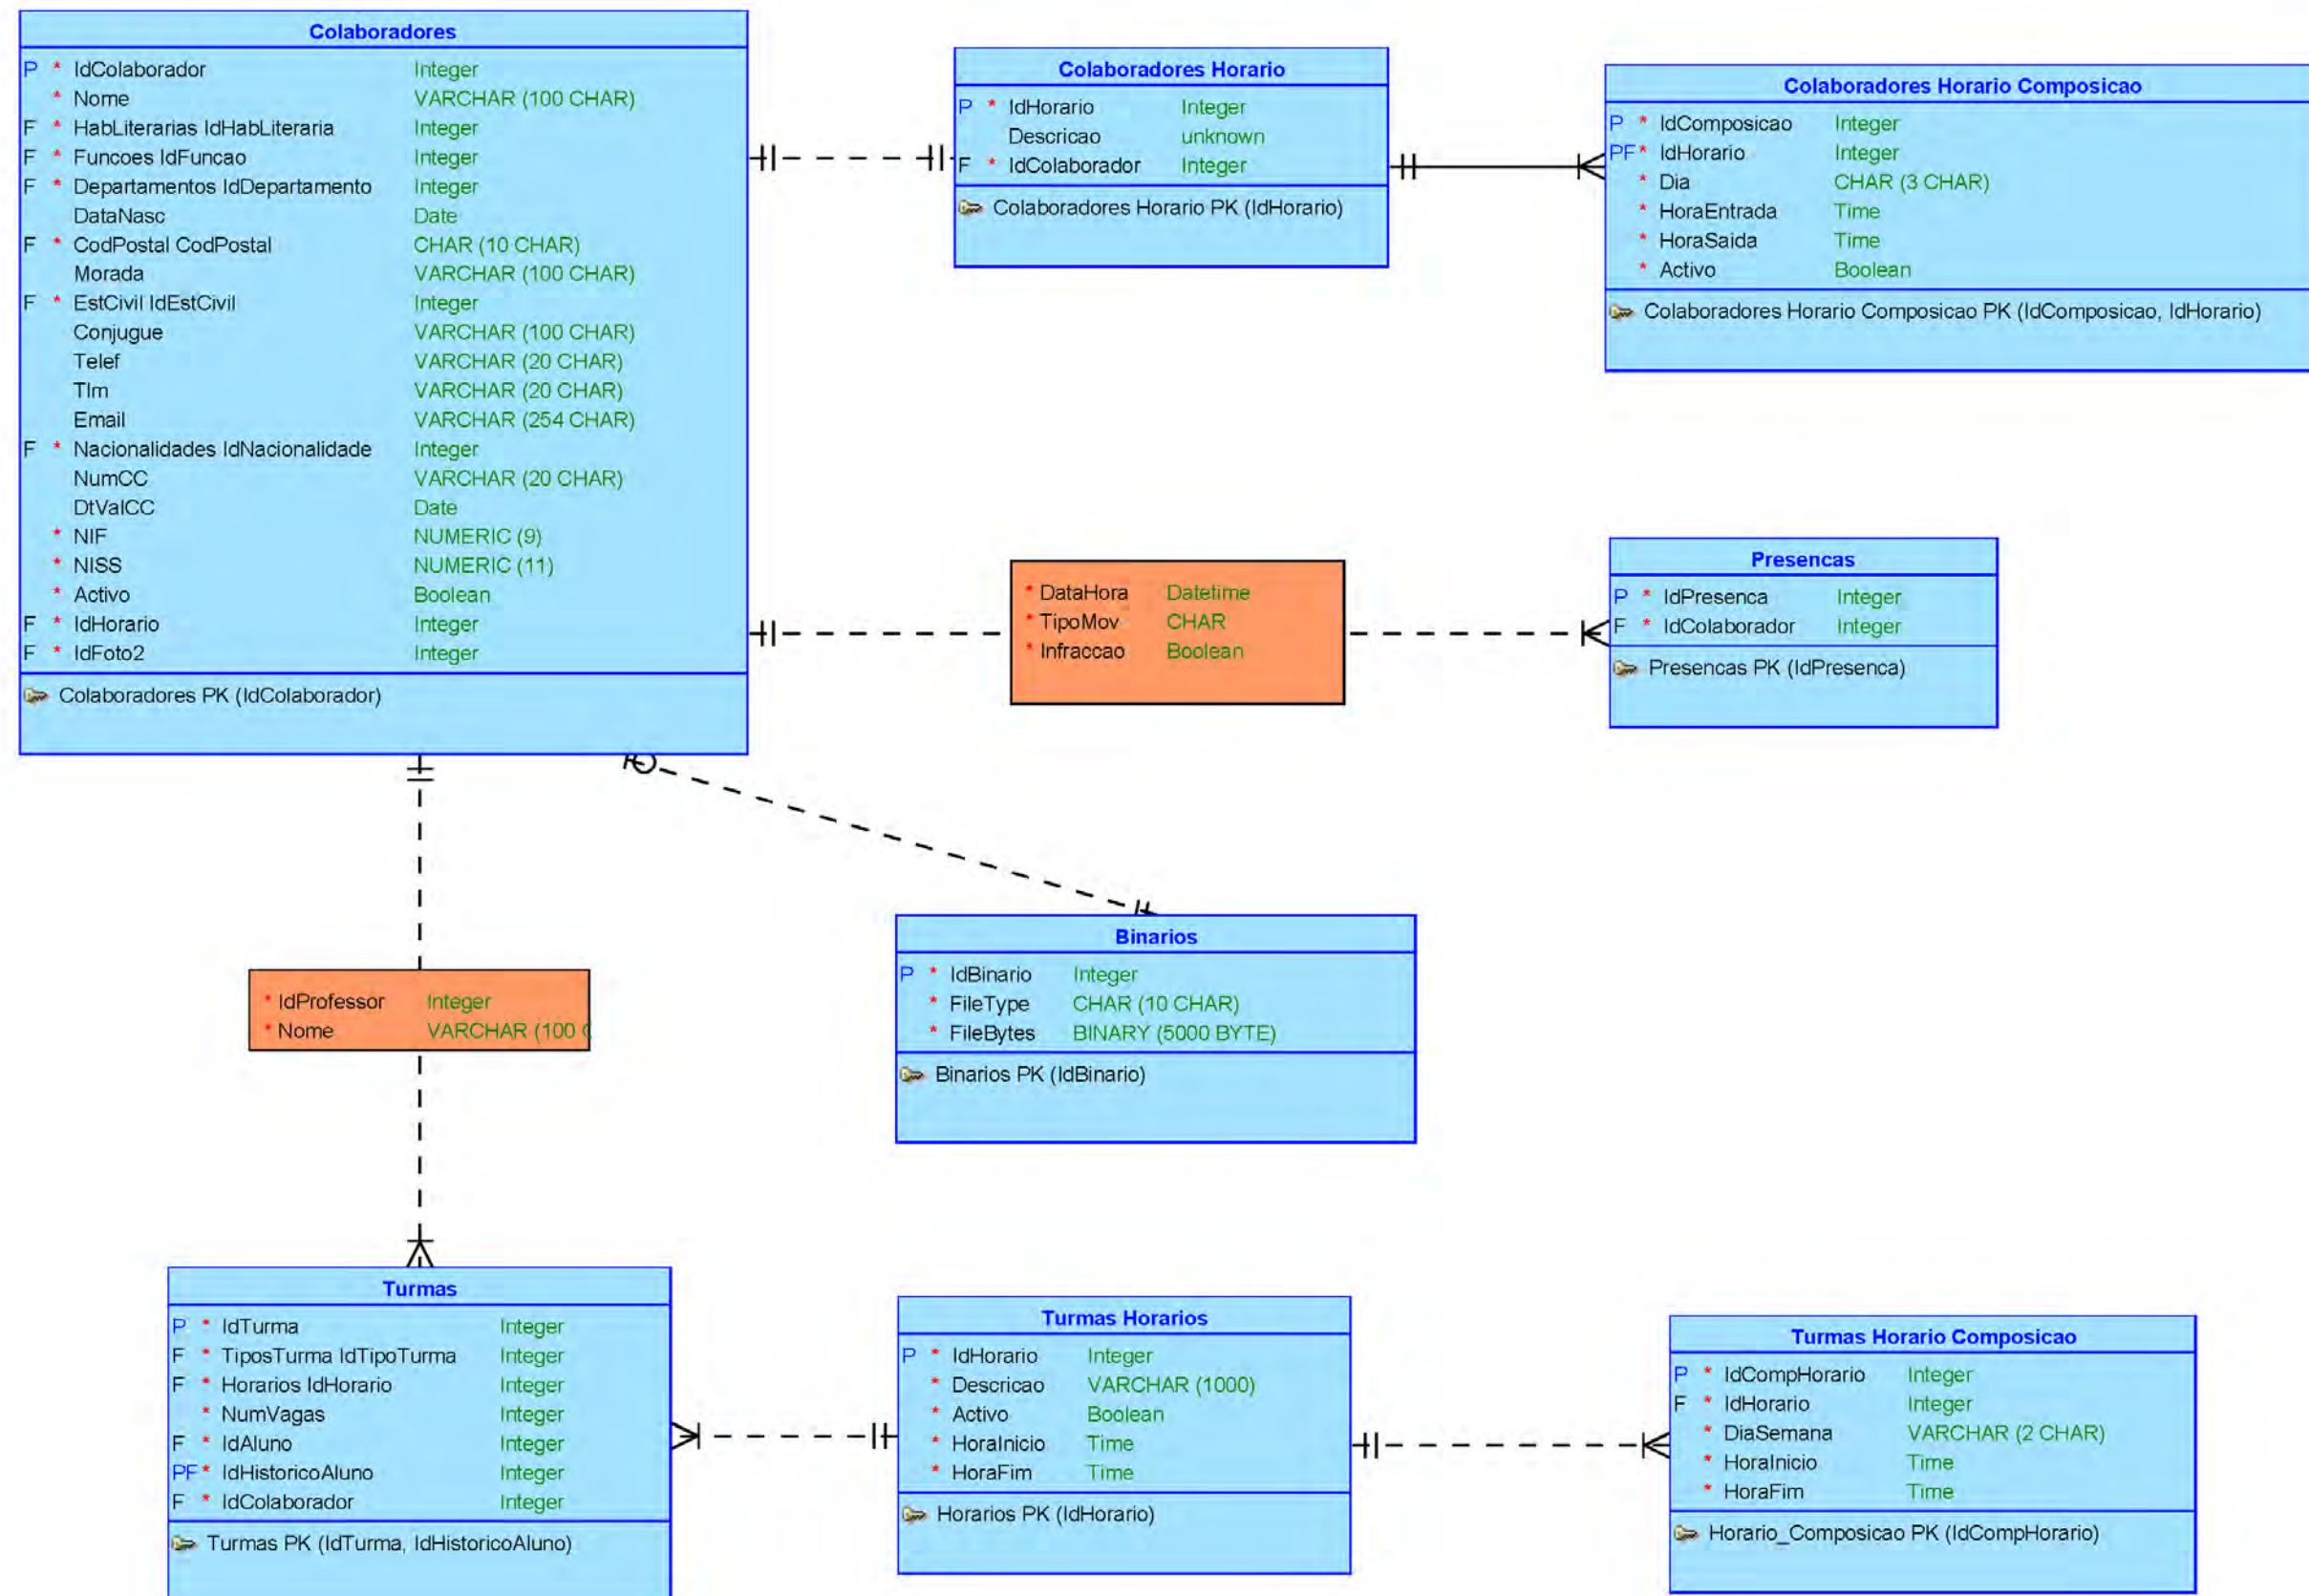 Colaboradores
P * IdColaborador Integer
* Nome VARCHAR (100 CHAR)
F * HabLiterarias IdHabLiteraria Integer
F * Funcoes IdFuncao Integer
F * Departamentos IdDepartamento Integer
DataNasc Date
F * CodPostal CodPostal CHAR (10 CHAR)
Morada VARCHAR (100 CHAR)
F * EstCivil IdEstCivil Integer
Conjugue VARCHAR (100 CHAR)
Telef VARCHAR (20 CHAR)
Tlm VARCHAR (20 CHAR)
Email VARCHAR (254 CHAR)
F * Nacionalidades IdNacionalidade Integer
NumCC VARCHAR (20 CHAR)
DtValCC Date
* NIF NUMERIC (9)
* NISS NUMERIC (11)
* Activo Boolean
F * IdHorario Integer
F * IdFoto2 Integer
Colaboradores PK (IdColaborador)
Colaboradores Horario
P * IdHorario Integer
Descricao unknown
F * IdColaborador Integer
Colaboradores Horario PK (IdHorario)
Colaboradores Horario Composicao
P * IdComposicao Integer
PF * IdHorario Integer
* Dia CHAR (3 CHAR)
* HoraEntrada Time
* HoraSaida Time
* Activo Boolean
Colaboradores Horario Composicao PK (IdComposicao, IdHorario)
* DataHora Datetime
* TipoMov CHAR
* Infraccao Boolean
Presencas
P * IdPresenca Integer
F * IdColaborador Integer
Presencas PK (IdPresenca)
* IdProfessor Integer
* Nome VARCHAR (100
Binarios
P * IdBinario Integer
* FileType CHAR (10 CHAR)
* FileBytes BINARY (5000 BYTE)
Binarios PK (IdBinario)
Turmas
P * IdTurma Integer
F * TiposTurma IdTipoTurma Integer
F * Horarios IdHorario Integer
* NumVagas Integer
F * IdAluno Integer
PF * IdHistoricoAluno Integer
F * IdColaborador Integer
Turmas PK (IdTurma, IdHistoricoAluno)
Turmas Horarios
P * IdHorario Integer
* Descricao VARCHAR (1000)
* Activo Boolean
* HoraInicio Time
* HoraFim Time
Horarios PK (IdHorario)
Turmas Horario Composicao
P * IdCompHorario Integer
F * IdHorario Integer
* DiaSemana VARCHAR (2 CHAR)
* HoraInicio Time
* HoraFim Time
Horario_Composicao PK (IdCompHorario)